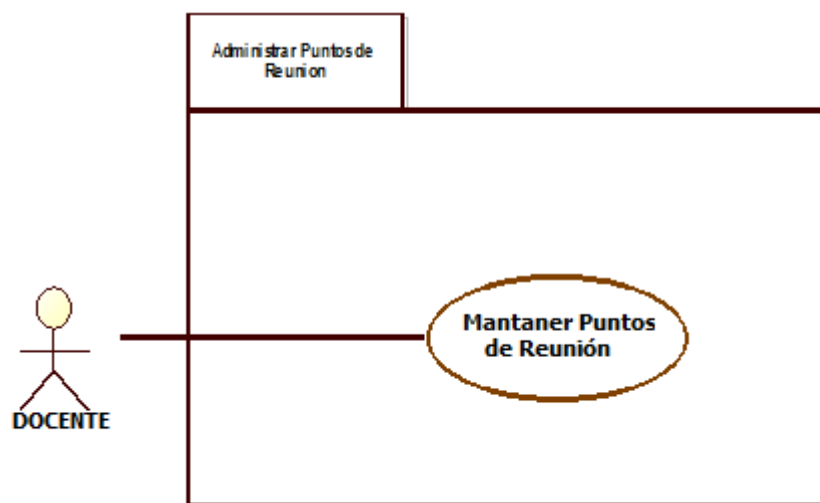 Administrar Puntos de
Reunion
Mantaner Puntos
de Reunión
DOCENTE